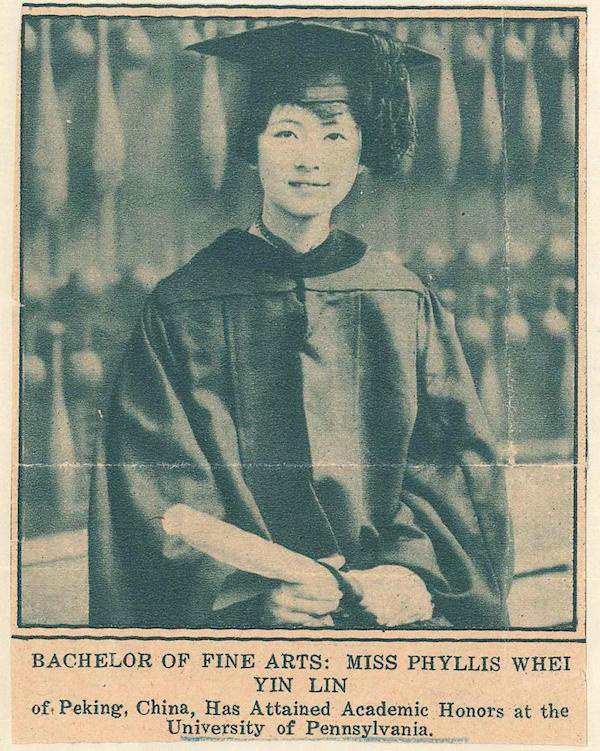 BACHELOR OF FINE ARTS: MISS PHYLLIS WHEI
YIN LIN
of Peking, China, Has Attained Academic Honors at the
University of Pennsylvania.